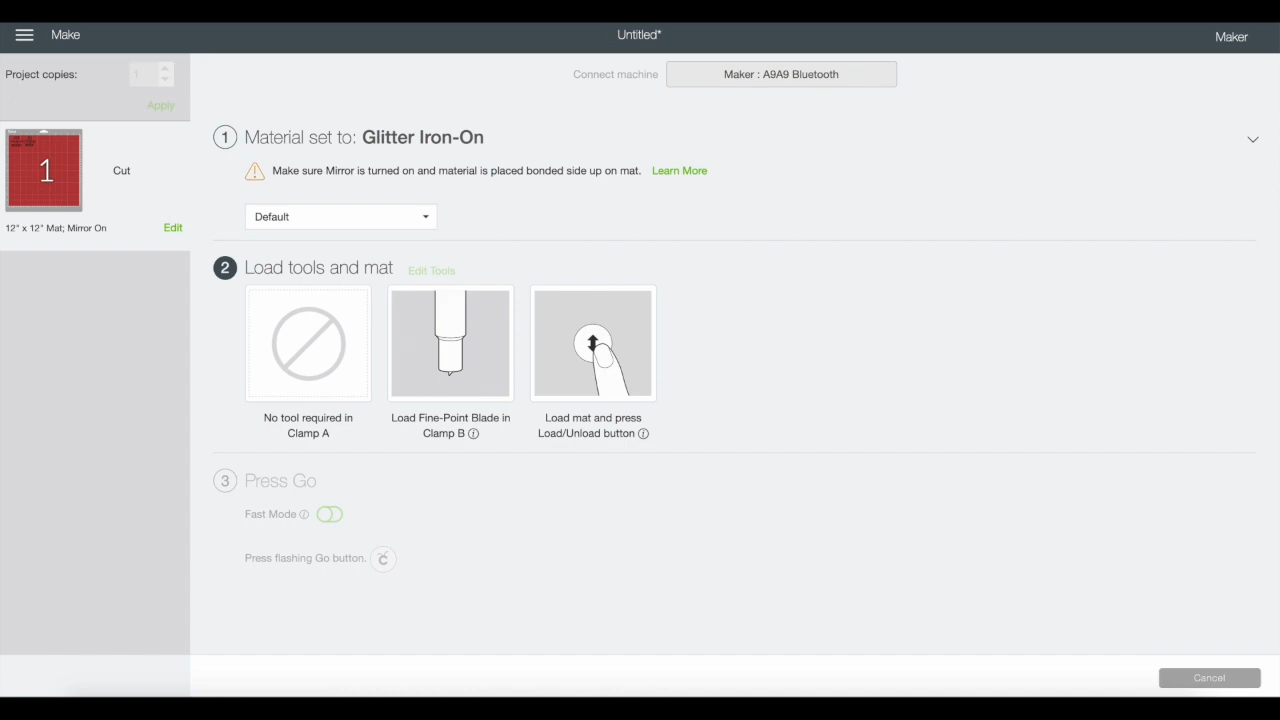 Make
Untitled*
Maker
Project copies:
1
Apply
Connect machine
Maker : A9A9 Bluetooth
1
Cut
12" x 12" Mat; Mirror On
Edit
1 Material set to: Glitter Iron-On
Make sure Mirror is turned on and material is placed bonded side up on mat. Learn More
Default
2 Load tools and mat Edit Tools
No tool required in
Clamp A
Load Fine-Point Blade in
Clamp B
Load mat and press
Load/Unload button
3 Press Go
Fast Mode
Press flashing Go button.
Cancel